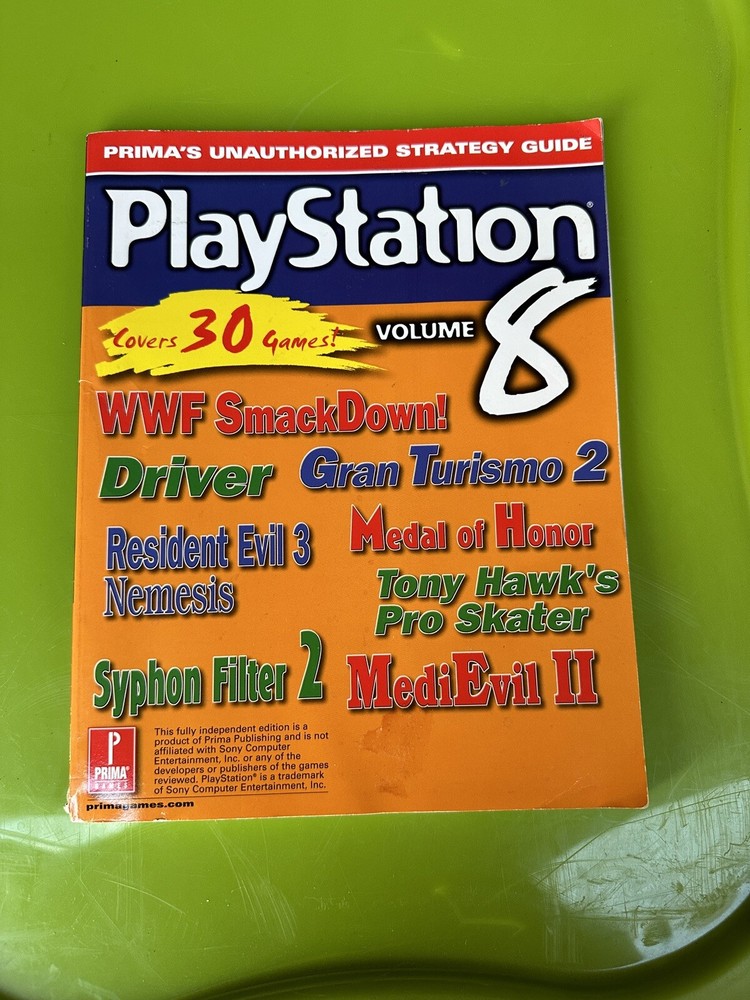 PRIMA'S UNAUTHORIZED STRATEGY GUIDE
PlayStation®
Covers 30 Games!
VOLUME 8
WWF SmackDown!
Driver
Gran Turismo 2
Resident Evil 3
Nemesis
Medal of Honor
Tony Hawk's
Pro Skater
Syphon Filter 2
MediEvil II
P
PRIMA®
GAMES
This fully independent edition is a
product of Prima Publishing and is not
affiliated with Sony Computer
Entertainment, Inc. or any of the
developers or publishers of the games
reviewed. PlayStation® is a trademark
of Sony Computer Entertainment, Inc.
primagames.com